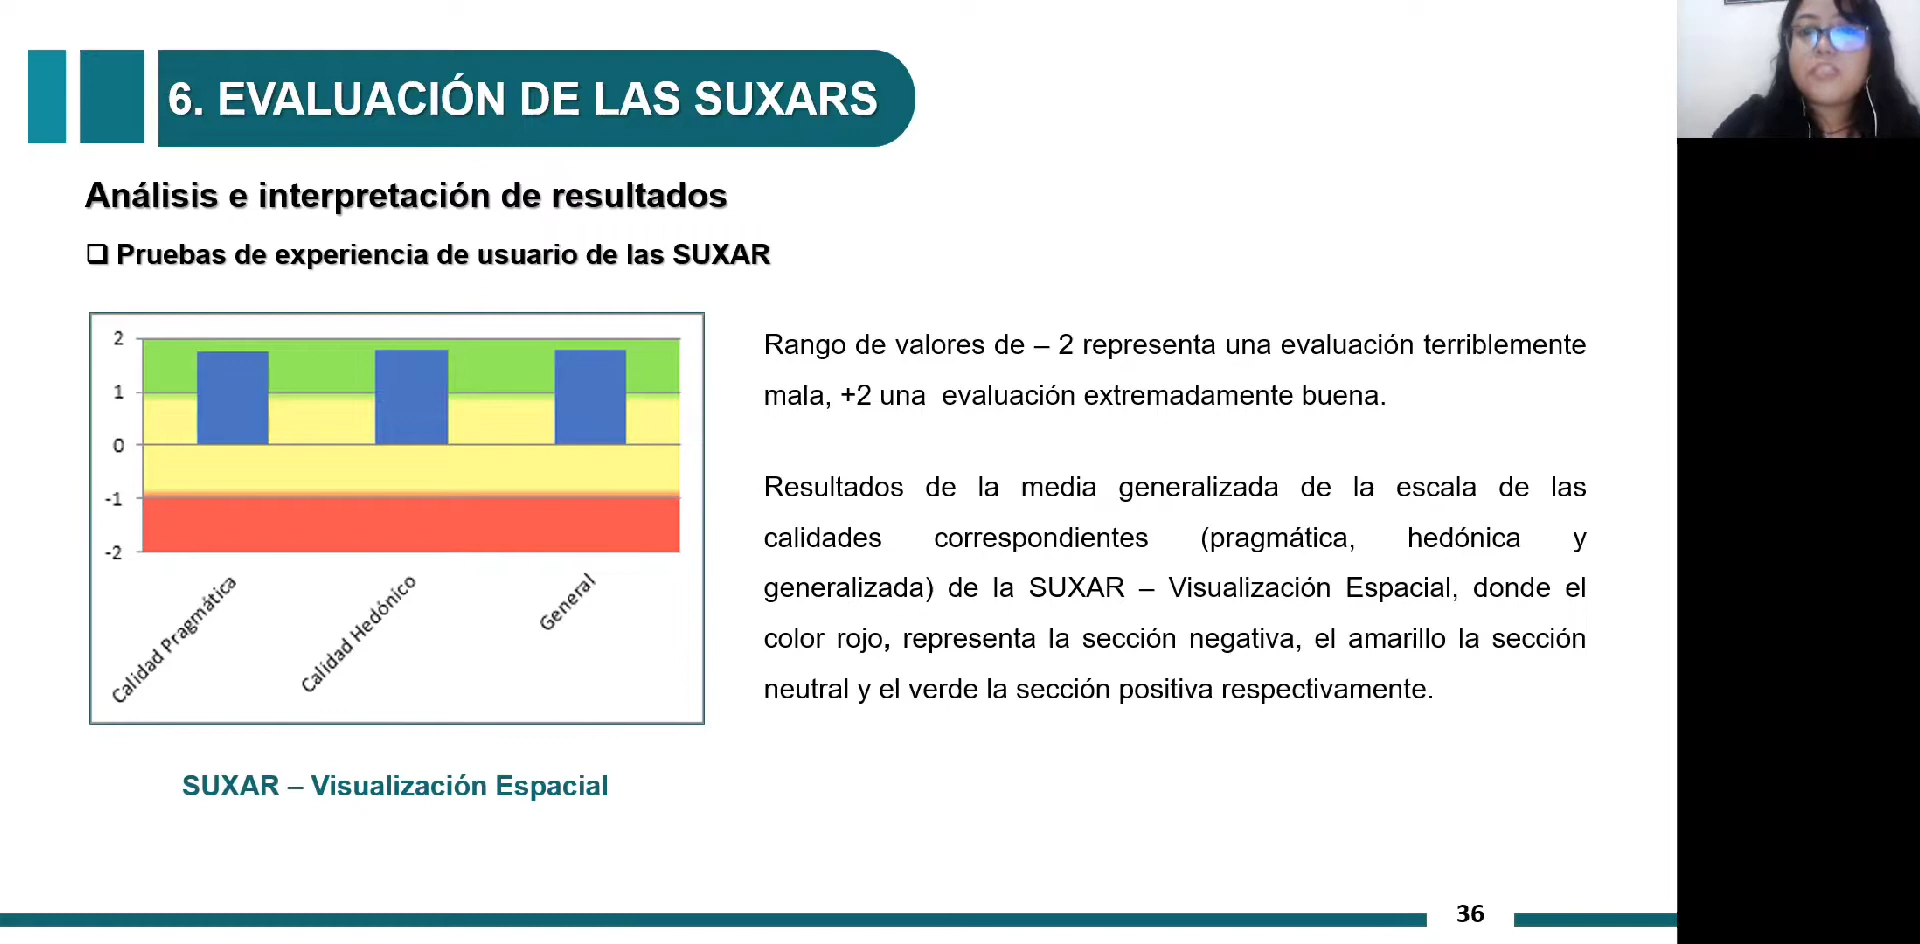 6. EVALUACIÓN DE LAS SUXARS
Análisis e interpretación de resultados
❑ Pruebas de experiencia de usuario de las SUXAR
2
1
0
-1
-2
Calidad Pragmática
Calidad Hedónico
General
SUXAR – Visualización Espacial
Rango de valores de – 2 representa una evaluación terriblemente
mala, +2 una evaluación extremadamente buena.
Resultados de la media generalizada de la escala de las
calidades correspondientes (pragmática, hedónica y
generalizada) de la SUXAR – Visualización Espacial, donde el
color rojo, representa la sección negativa, el amarillo la sección
neutral y el verde la sección positiva respectivamente.
36